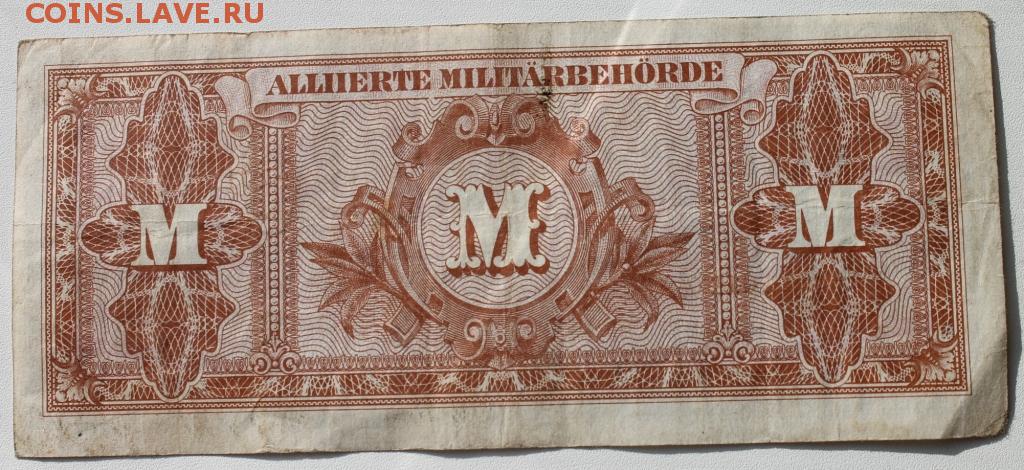 COINS.LAVE.RU
ALLIIERTE MILITÄRBEHÖRDE
M M M